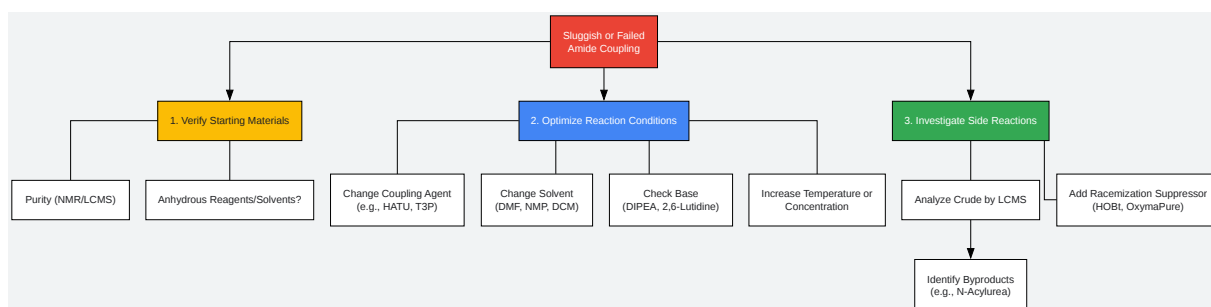 Sluggish or Failed
Amide Coupling
1. Verify Starting Materials
2. Optimize Reaction Conditions
3. Investigate Side Reactions
Purity (NMR/LCMS)
Anhydrous Reagents/Solvents?
Change Coupling Agent
(e.g., HATU, T3P)
Change Solvent
(DMF, NMP, DCM)
Check Base
(DIPEA, 2,6-Lutidine)
Increase Temperature or
Concentration
Analyze Crude by LCMS
Add Racemization Suppressor
(HOBt, OxymaPure)
Identify Byproducts
(e.g., N-Acylurea)